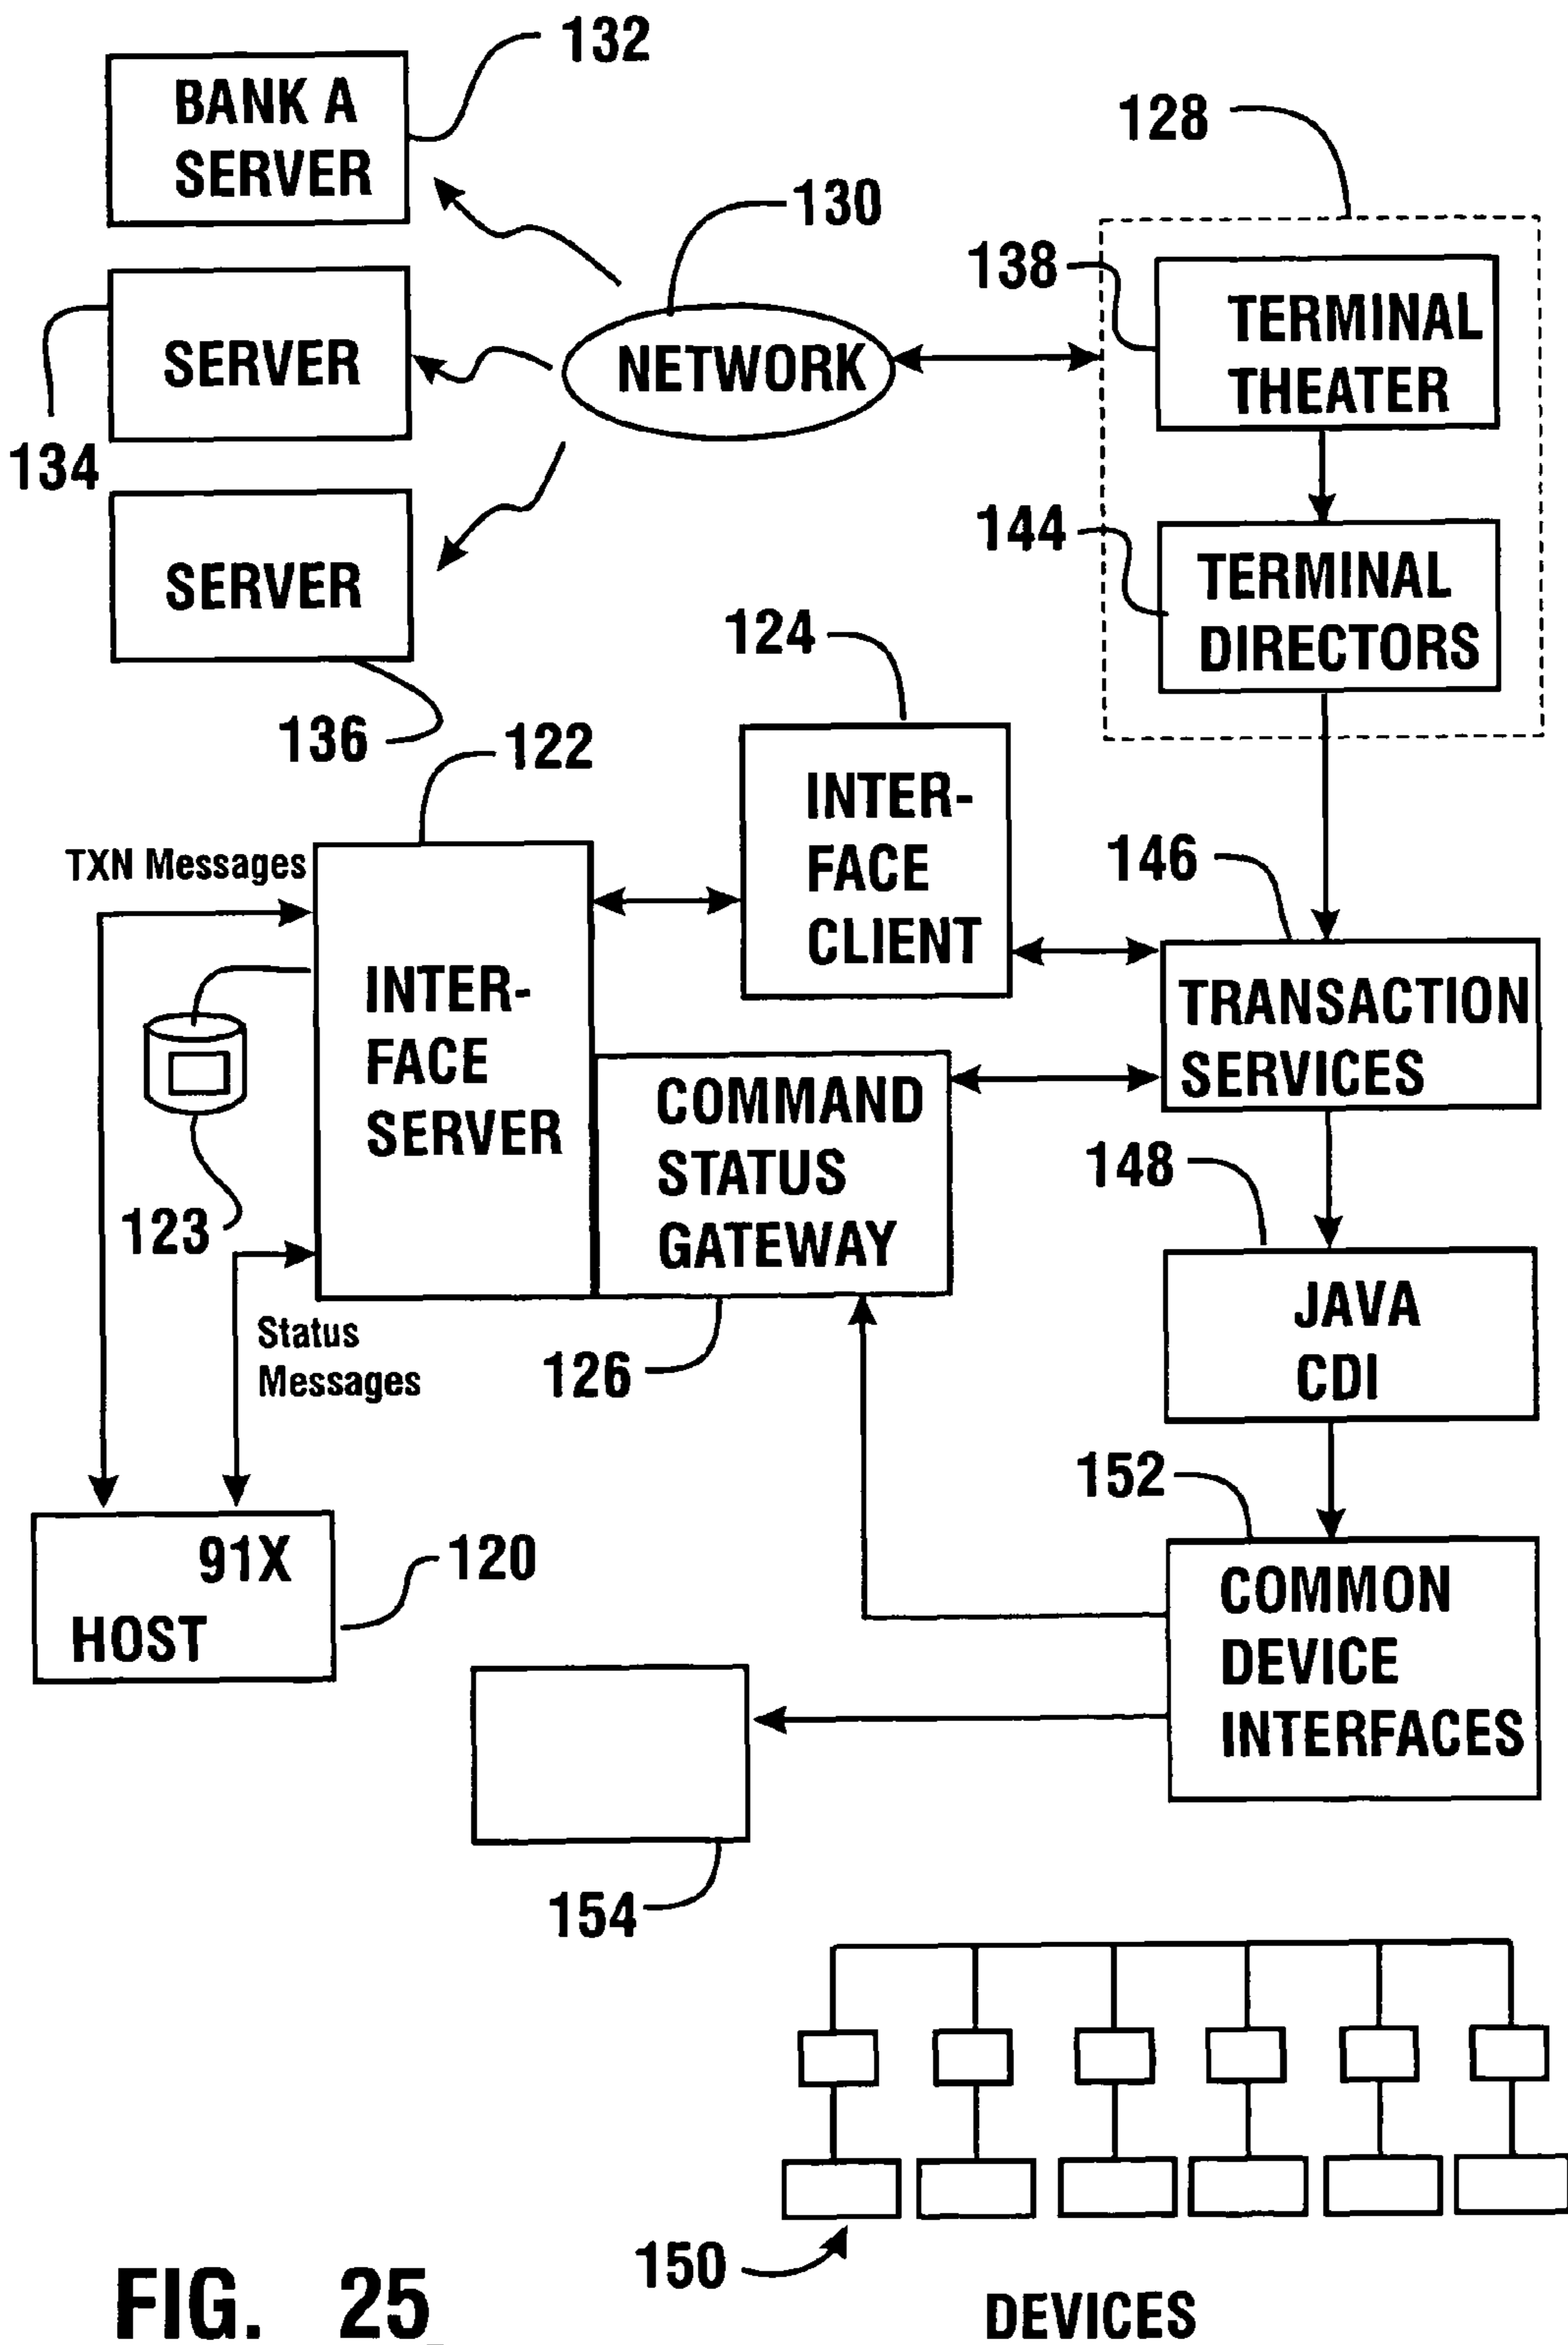 132
BANK A
SERVER
128
130
138
TERMINAL
THEATER
SERVER
NETWORK
134
144
TERMINAL
DIRECTORS
SERVER
124
136
122
INTER-
FACE
CLIENT
TXN Messages
146
INTER-
FACE
SERVER
TRANSACTION
SERVICES
COMMAND
STATUS
GATEWAY
148
123
JAVA
CDI
Status
Messages
126
152
91X
HOST
120
COMMON
DEVICE
INTERFACES
154
150
DEVICES
FIG. 25